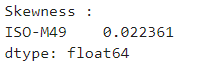 Skewness :
ISO-M49    0.022361
dtype: float64